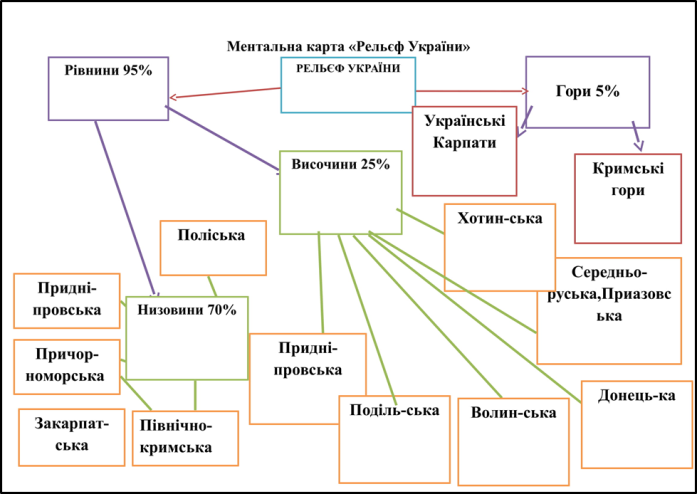 Ментальна карта «Рельєф України»
Рівнини 95%
РЕЛЬЄФ УКРАЇНИ
Гори 5%
Українські
Карпати
Височини 25%
Кримські
гори
Хотин-ська
Поліська
Середньо-
руська,Приазовс
ька
Придні-
провська
Низовини 70%
Причор-
номорська
Придні-
провська
Закарпат-
ська
Північно-
кримська
Поділь-ська
Волин-ська
Донець-ка